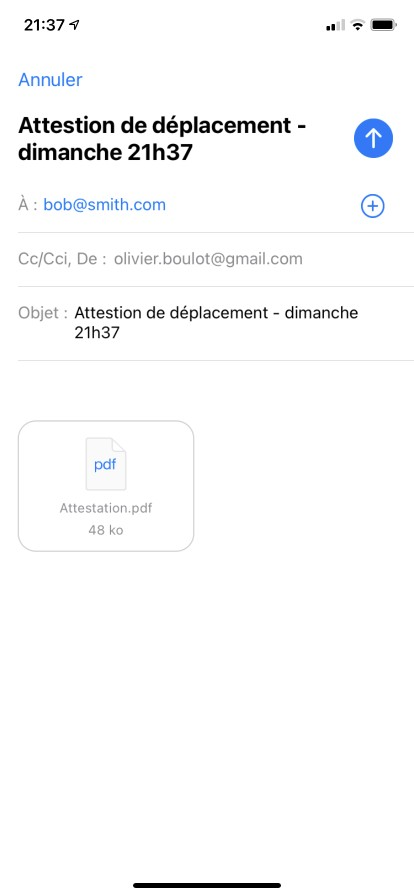 21:37
Annuler
Attestion de déplacement -
dimanche 21h37
À : bob@smith.com
Cc/Cci, De : olivier.boulot@gmail.com
Objet : Attestion de déplacement - dimanche
21h37
pdf
Attestation.pdf
48 ko